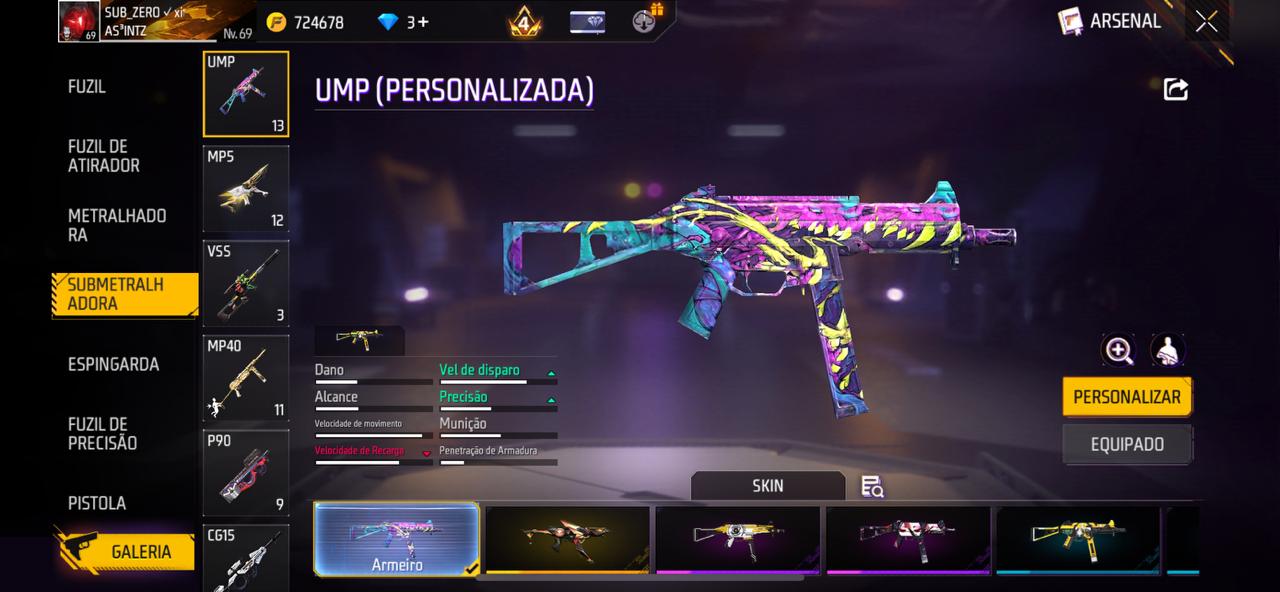 SUB_ZERO ✓ xi
AS³INTZ
69
Nv. 69
724678
3+
4
ARSENAL
FUZIL
FUZIL DE
ATIRADOR
METRALHADO
RA
SUBMETRALH
ADORA
ESPINGARDA
FUZIL DE
PRECISÃO
PISTOLA
GALERIA
UMP
13
MP5
12
VSS
3
MP40
11
P90
9
CG15
UMP (PERSONALIZADA)
Dano
Vel de disparo
Alcance
Precisão
Velocidade de movimento
Munição
Velocidade de Recarga
Penetração de Armadura
PERSONALIZAR
EQUIPADO
SKIN
Armeiro